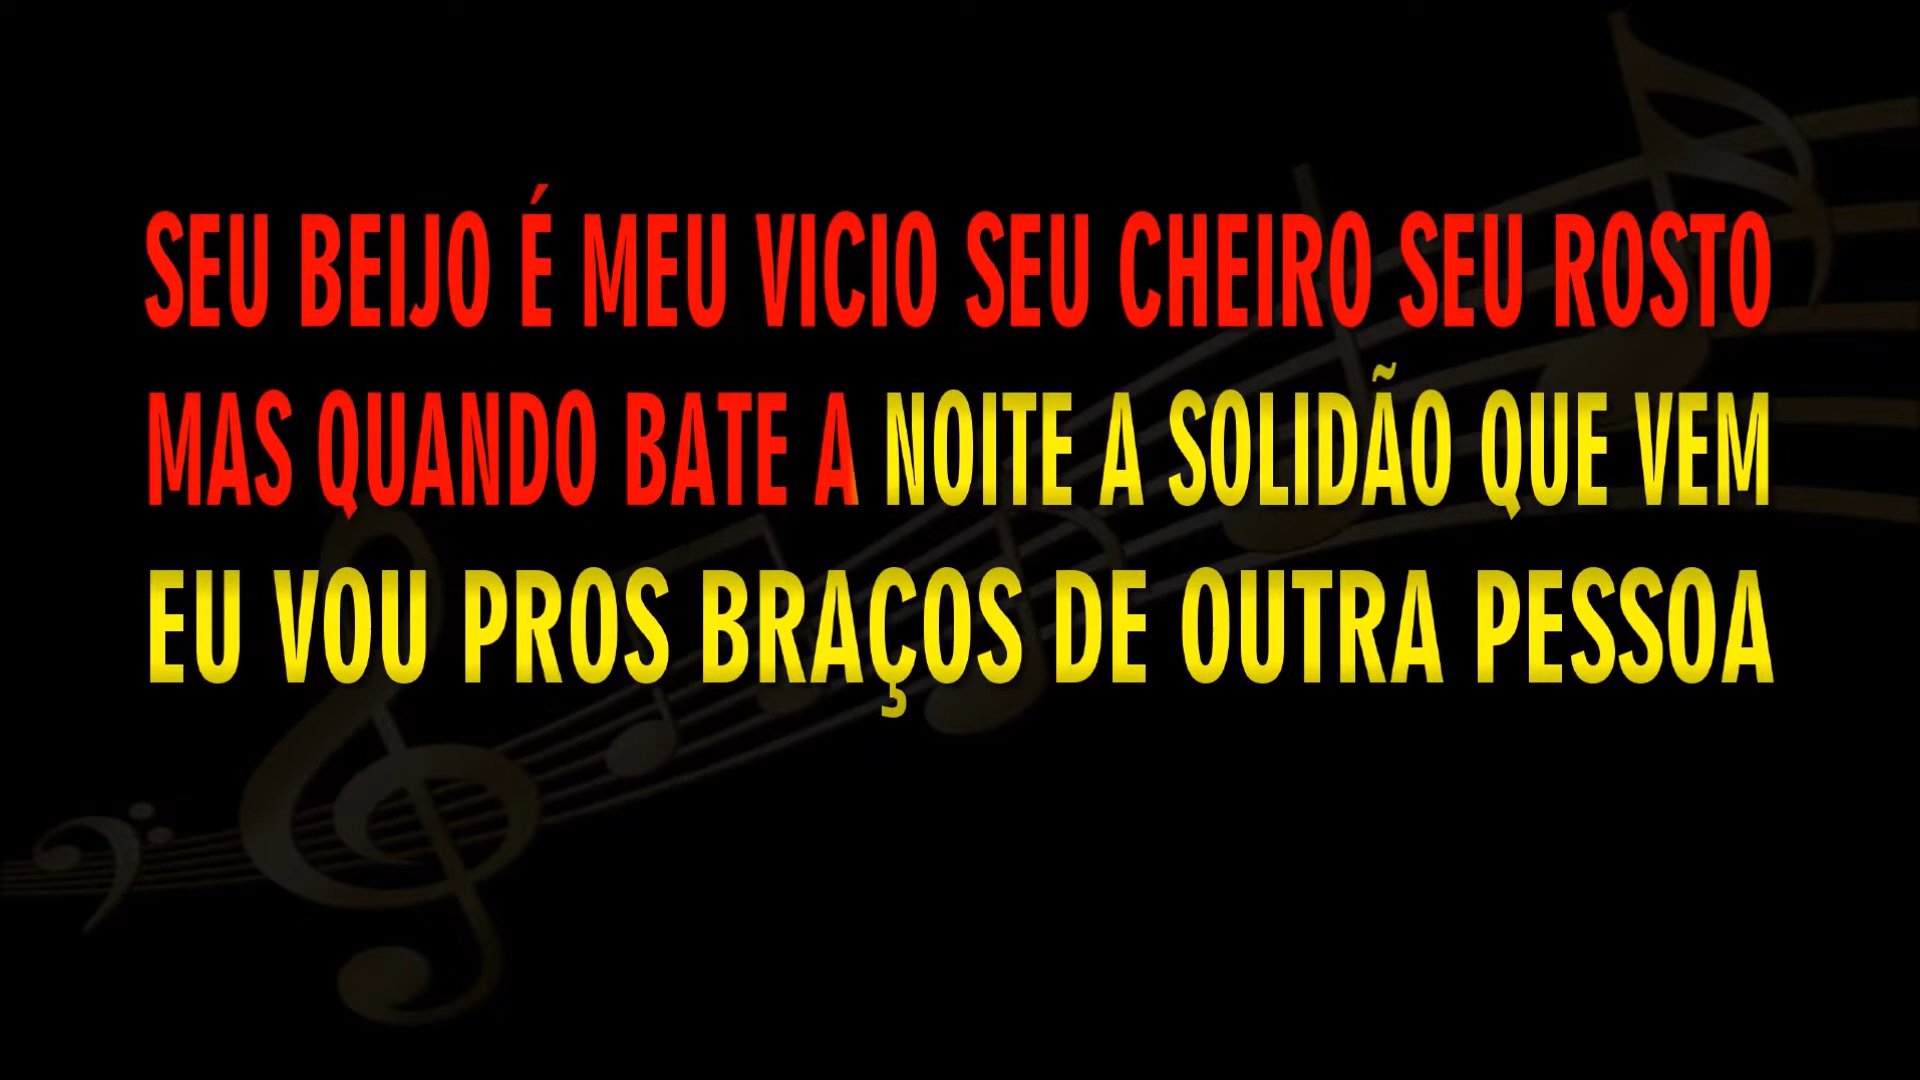 SEU BEIJO É MEU VICIO SEU CHEIRO SEU ROSTO
MAS QUANDO BATE A NOITE A SOLIDÃO QUE VEM
EU VOU PROS BRAÇOS DE OUTRA PESSOA